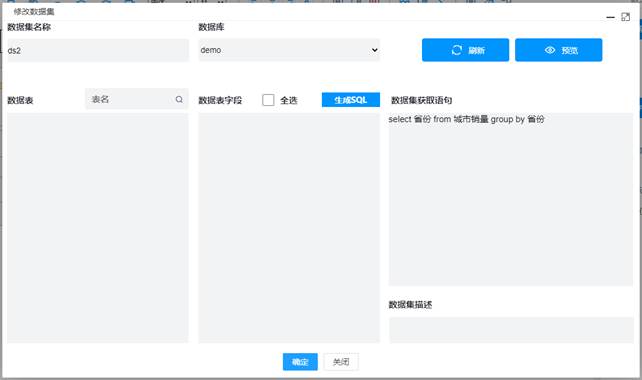 修改数据集
数据集名称
数据库
ds2
demo
刷新
预览
数据表
表名
数据表字段
全选
生成SQL
数据集获取语句
select 省份 from 城市销量 group by 省份
数据集描述
确定
关闭